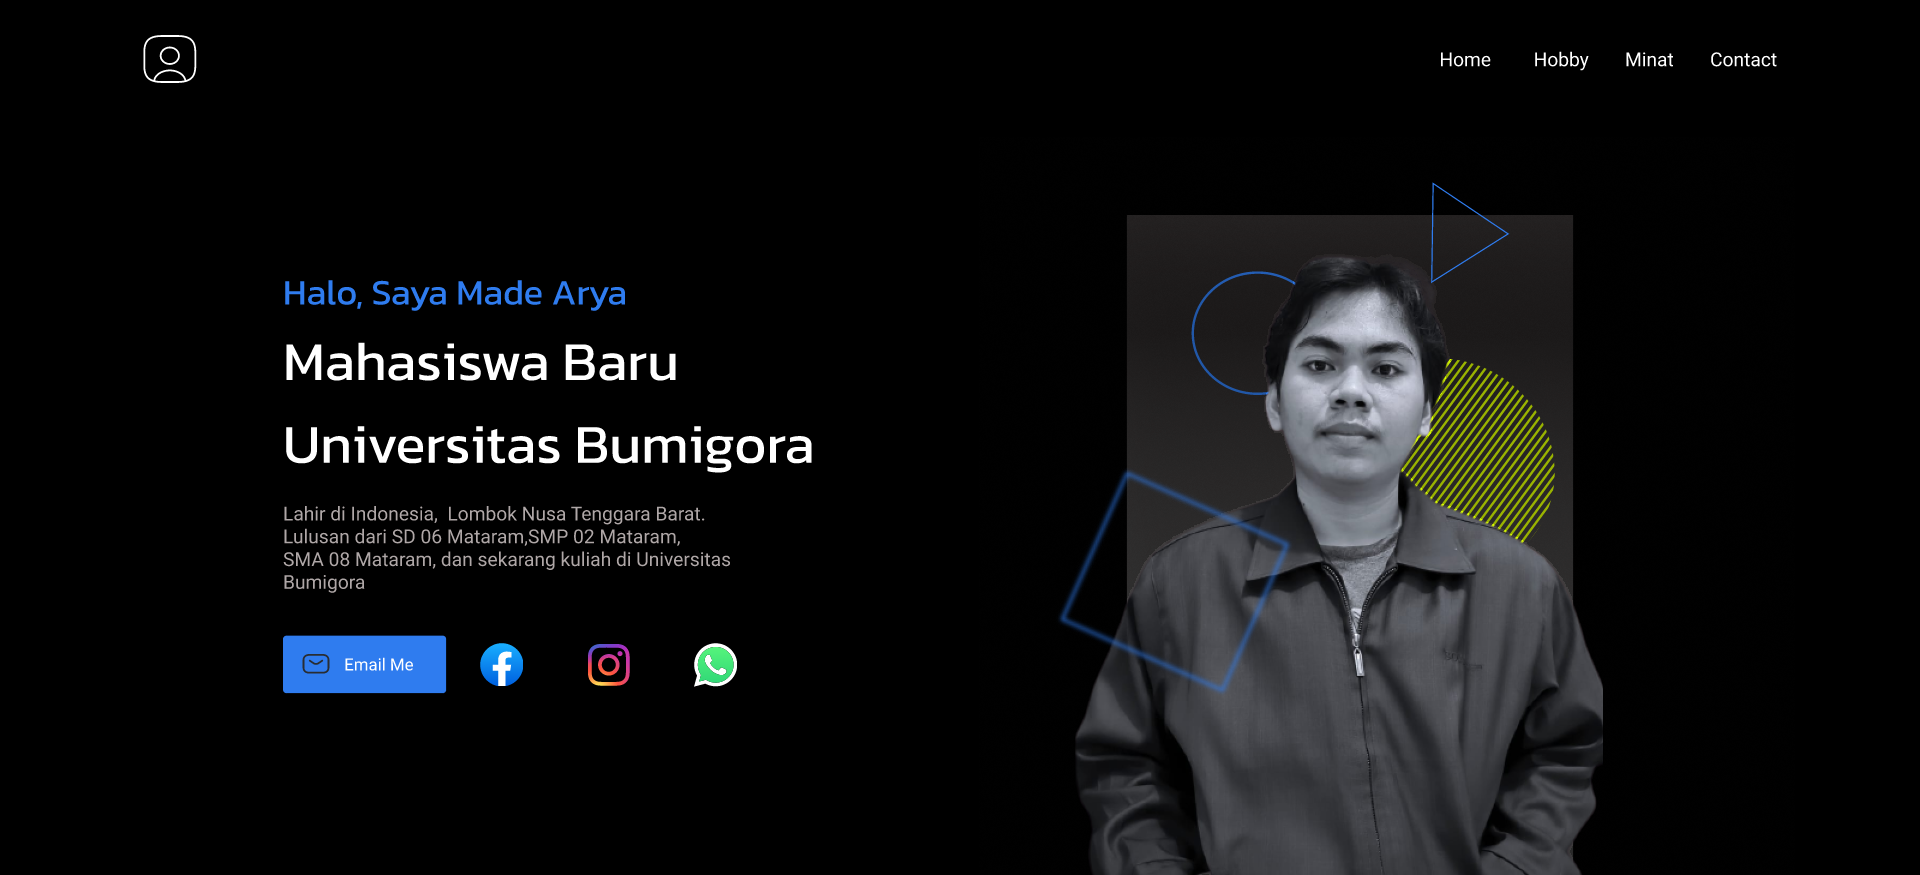 Home Hobby Minat Contact
Halo, Saya Made Arya
Mahasiswa Baru
Universitas Bumigora
Lahir di Indonesia,  Lombok Nusa Tenggara Barat.
Lulusan dari SD 06 Mataram,SMP 02 Mataram,
SMA 08 Mataram, dan sekarang kuliah di Universitas
Bumigora
Email Me